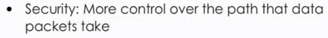 • Security: More control over the path that data
packets take